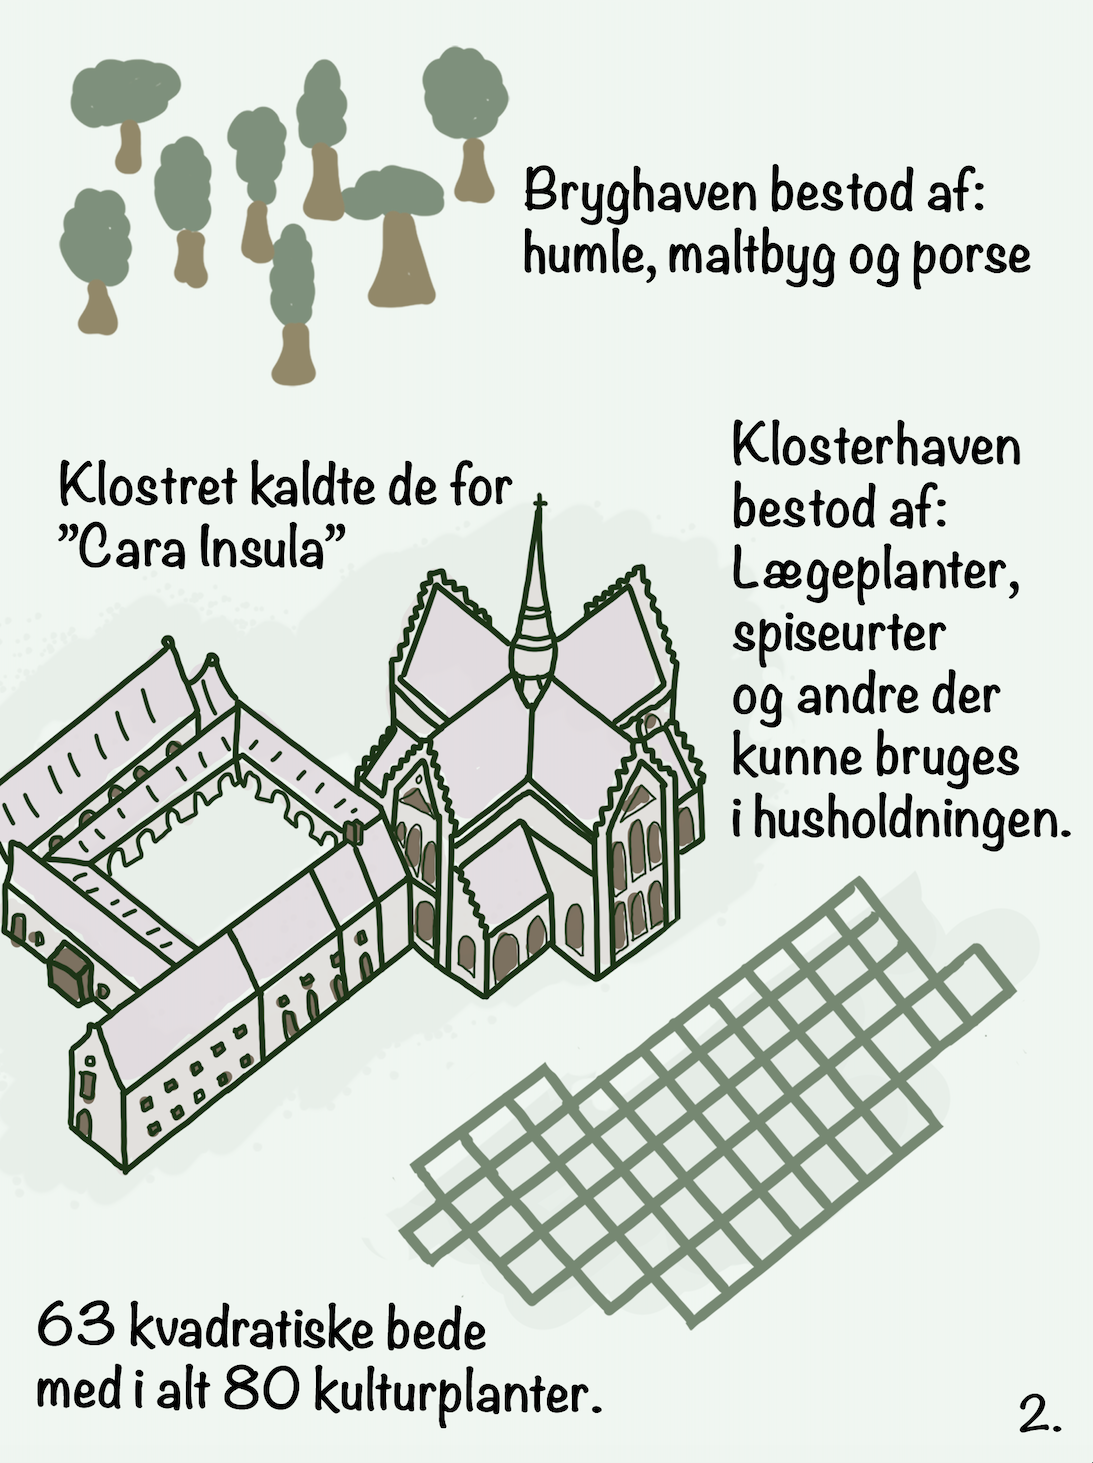 Bryghaven bestod af:
humle, maltbyg og porse
Klostret kaldte de for
”Cara Insula”
Klosterhaven
bestod af:
Lægeplanter,
spiseurter
og andre der
kunne bruges
i husholdningen.
63 kvadratiske bede
med i alt 80 kulturplanter.
2.